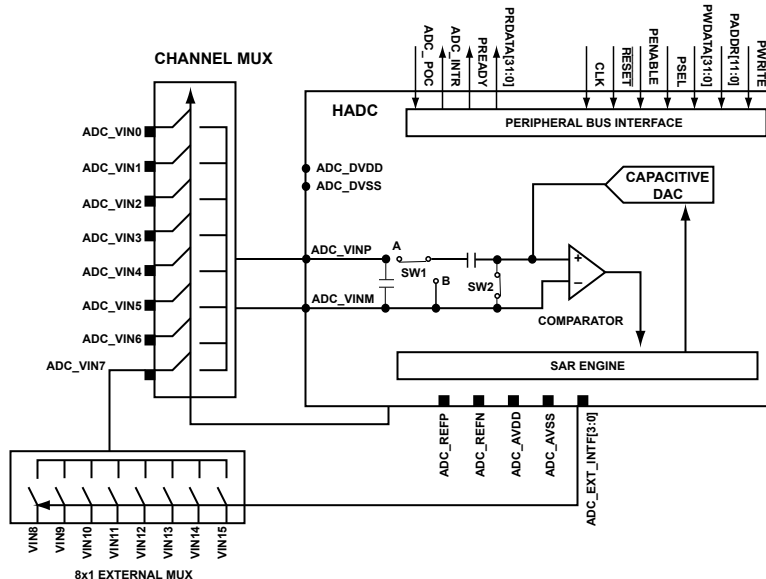 CHANNEL MUX
ADC_POC
ADC_INTR
PREADY
PRDATA[31:0]
CLK
RESET
PENABLE
PSEL
PWDATA[31:0]
PADDR[11:0]
PWRITE
HADC
PERIPHERAL BUS INTERFACE
ADC_VIN0
ADC_VIN1
ADC_VIN2
ADC_VIN3
ADC_VIN4
ADC_VIN5
ADC_VIN6
ADC_VIN7
ADC_DVDD
ADC_DVSS
CAPACITIVE
DAC
ADC_VINP
A
SW1
B
SW2
+
–
ADC_VINM
COMPARATOR
SAR ENGINE
ADC_REFP
ADC_REFN
ADC_AVDD
ADC_AVSS
ADC_EXT_INTF[3:0]
VIN8
VIN9
VIN10
VIN11
VIN12
VIN13
VIN14
VIN15
8x1 EXTERNAL MUX